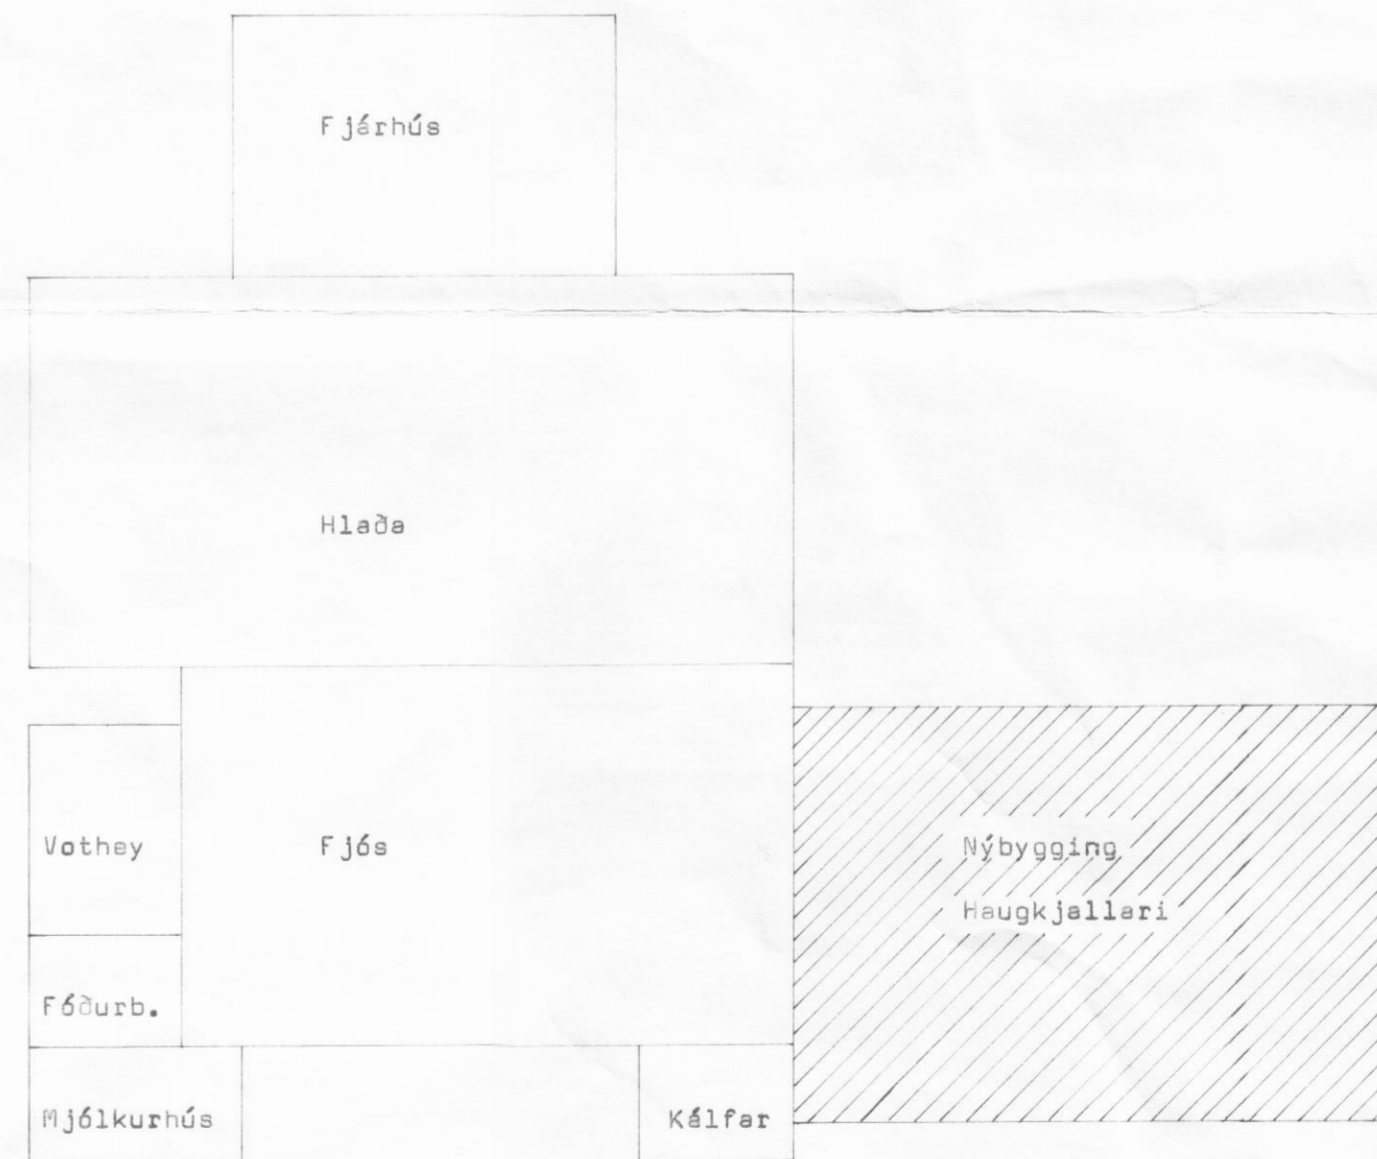 Fjárhús
Hlaða
Vothey
Fjós
Nýbygging
Haugkjallari
Fóðurb.
Mjólkurhús
Kálfar